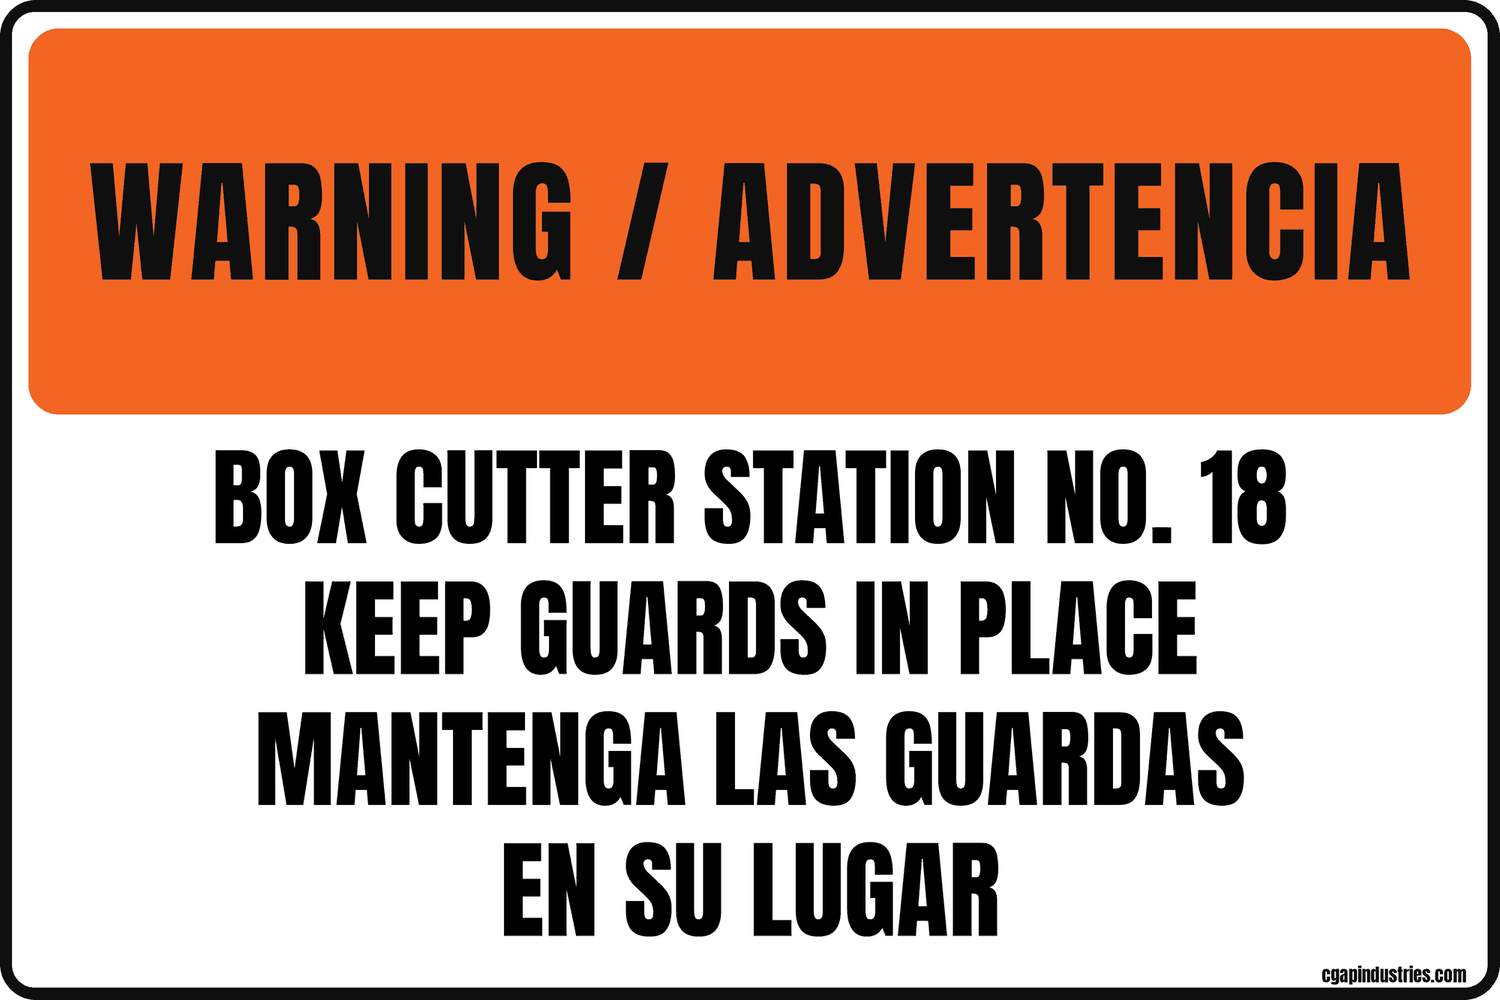 WARNING / ADVERTENCIA
BOX CUTTER STATION NO. 18
KEEP GUARDS IN PLACE
MANTENGA LAS GUARDAS
EN SU LUGAR
cgapindustries.com